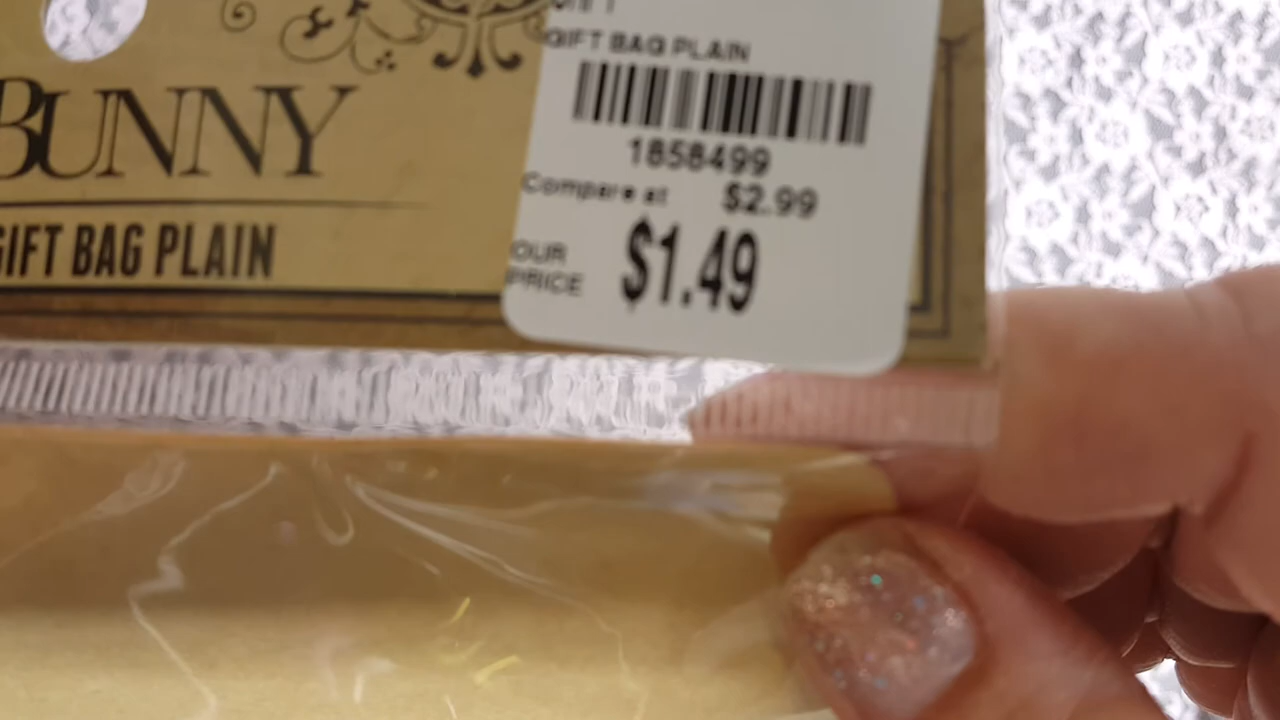 BUNNY
GIFT BAG PLAIN
GIFT BAG PLAIN
1858499
Compare at $2.99
OUR PRICE $1.49